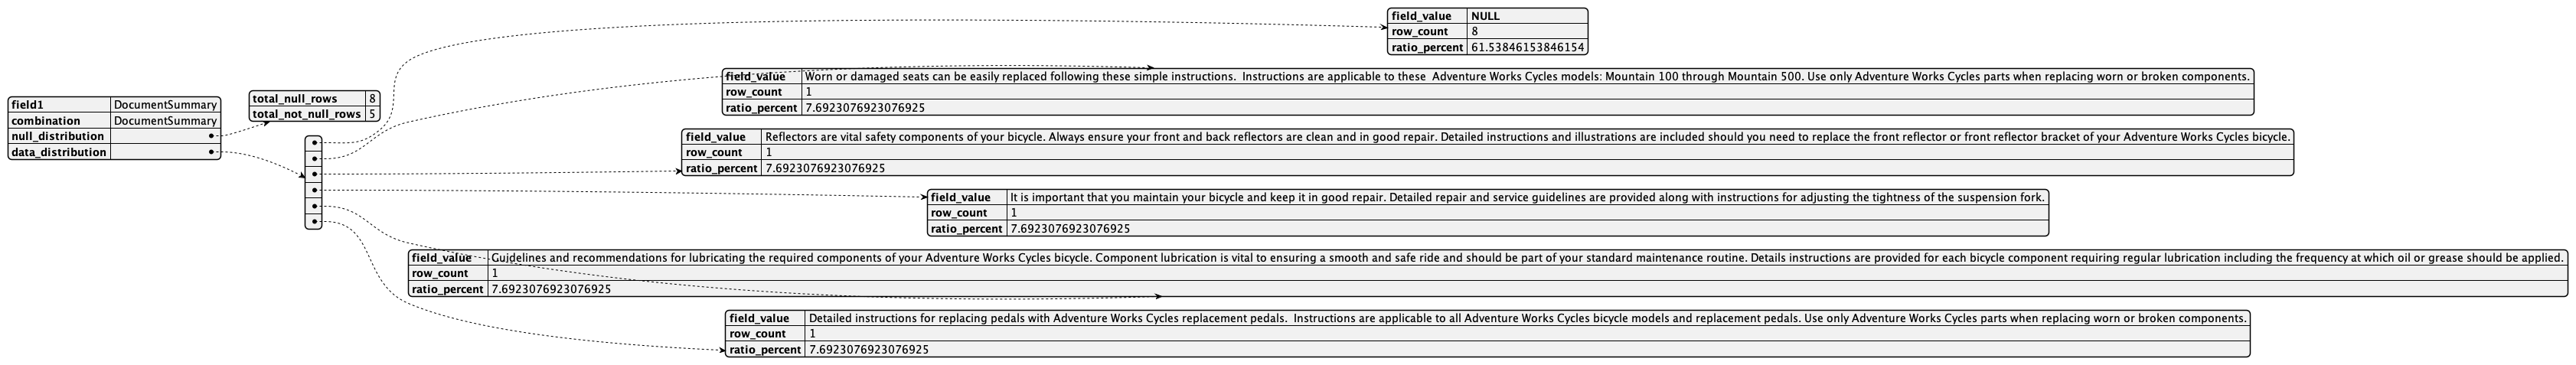 field1 DocumentSummary
combination DocumentSummary
null_distribution
data_distribution
total_null_rows 8
total_not_null_rows 5
field_value NULL
row_count 8
ratio_percent 61.53846153846154
field_value Worn or damaged seats can be easily replaced following these simple instructions.  Instructions are applicable to these  Adventure Works Cycles models: Mountain 100 through Mountain 500. Use only Adventure Works Cycles parts when replacing worn or broken components.
row_count 1
ratio_percent 7.6923076923076925
field_value Reflectors are vital safety components of your bicycle. Always ensure your front and back reflectors are clean and in good repair. Detailed instructions and illustrations are included should you need to replace the front reflector or front reflector bracket of your Adventure Works Cycles bicycle.
row_count 1
ratio_percent 7.6923076923076925
field_value It is important that you maintain your bicycle and keep it in good repair. Detailed repair and service guidelines are provided along with instructions for adjusting the tightness of the suspension fork.
row_count 1
ratio_percent 7.6923076923076925
field_value Guidelines and recommendations for lubricating the required components of your Adventure Works Cycles bicycle. Component lubrication is vital to ensuring a smooth and safe ride and should be part of your standard maintenance routine. Details instructions are provided for each bicycle component requiring regular lubrication including the frequency at which oil or grease should be applied.
row_count 1
ratio_percent 7.6923076923076925
field_value Detailed instructions for replacing pedals with Adventure Works Cycles replacement pedals.  Instructions are applicable to all Adventure Works Cycles bicycle models and replacement pedals. Use only Adventure Works Cycles parts when replacing worn or broken components.
row_count 1
ratio_percent 7.6923076923076925